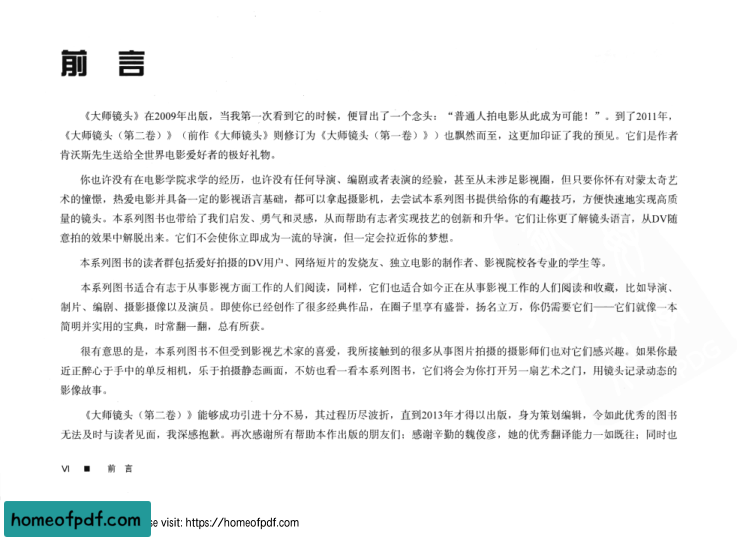 前 言
《大师镜头》在2009年出版，当我第一次看到它的时候，便冒出了一个念头：“普通人拍电影从此成为可能！”。到了2011年，
《大师镜头（第二卷）》（前作《大师镜头》则修订为《大师镜头（第一卷）》）也飘然而至，这更加印证了我的预见。它们是作者
肯沃斯先生送给全世界电影爱好者的极好礼物。
你也许没有在电影学院求学的经历，也许没有任何导演、编剧或者表演的经验，甚至从未涉足影视圈，但只要你怀有对蒙太奇艺
术的憧憬，热爱电影并具备一定的影视语言基础，都可以拿起摄影机，去尝试本系列图书提供给你的有趣技巧，方便快速地实现高质
量的镜头。本系列图书也带给了我们启发、勇气和灵感，从而帮助有志者实现技艺的创新和升华。它们让你更了解镜头语言，从DV随
意拍的效果中解脱出来。它们不会使你立即成为一流的导演，但一定会拉近你的梦想。
本系列图书的读者群包括爱好拍摄的DV用户、网络短片的发烧友、独立电影的制作者、影视院校各专业的学生等。
本系列图书适合有志于从事影视方面工作的人们阅读，同样，它们也适合如今正在从事影视工作的人们阅读和收藏，比如导演、
制片、编剧、摄影摄像以及演员。即使你已经创作了很多经典作品，在圈子里享有盛誉，扬名立万，你仍需要它们——它们就像一本
简明并实用的宝典，时常翻一翻，总有所获。
很有意思的是，本系列图书不但受到影视艺术家的喜爱，我所接触到的很多从事图片拍摄的摄影师们也对它们感兴趣。如果你最
近正醉心于手中的单反相机，乐于拍摄静态画面，不妨也看一看本系列图书，它们将会为你打开另一扇艺术之门，用镜头记录动态的
影像故事。
《大师镜头（第二卷）》能够成功引进十分不易，其过程历尽波折，直到2013年才得以出版，身为策划编辑，令如此优秀的图书
无法及时与读者见面，我深感抱歉。再次感谢所有帮助本作出版的朋友们；感谢辛勤的魏俊彦，她的优秀翻译能力一如既往；同时也
VI ■ 前 言
homeofpdf.com
se visit: https://homeofpdf.com